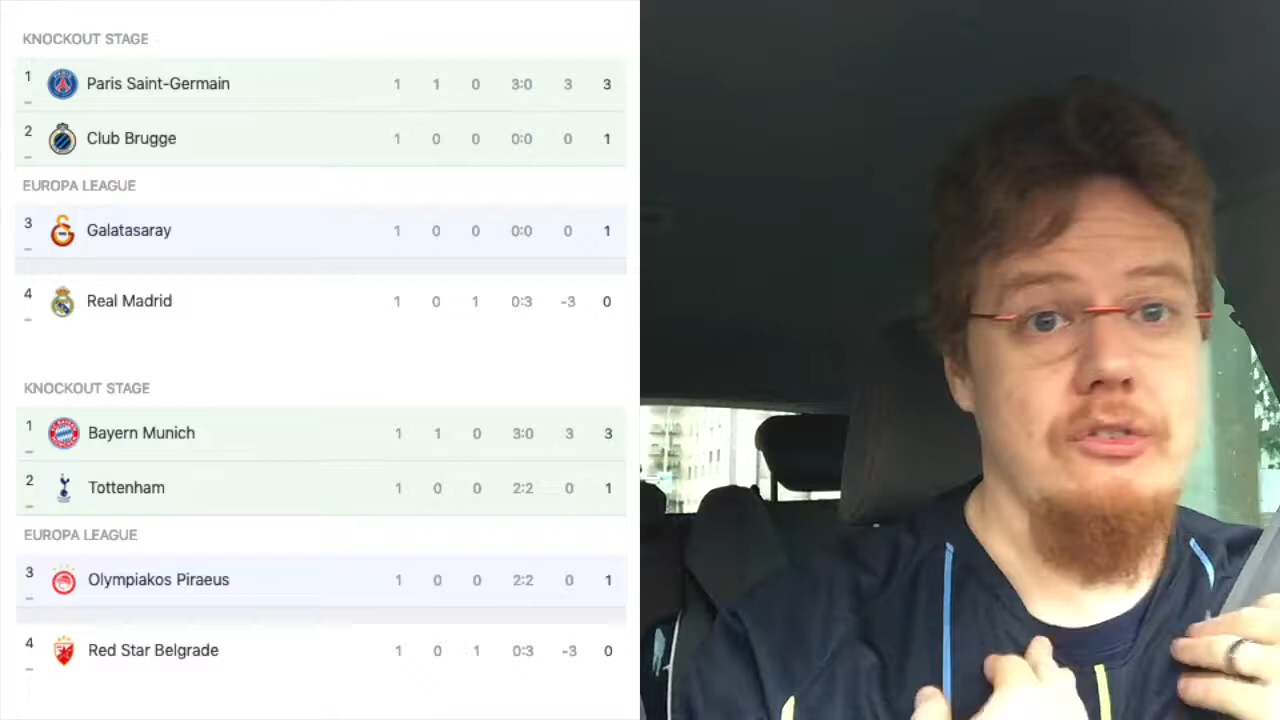 KNOCKOUT STAGE
1 Paris Saint-Germain 1 1 0 3:0 3 3
2 Club Brugge 1 0 0 0:0 0 1
EUROPA LEAGUE
3 Galatasaray 1 0 0 0:0 0 1
4 Real Madrid 1 0 1 0:3 -3 0
KNOCKOUT STAGE
1 Bayern Munich 1 1 0 3:0 3 3
2 Tottenham 1 0 0 2:2 0 1
EUROPA LEAGUE
3 Olympiakos Piraeus 1 0 0 2:2 0 1
4 Red Star Belgrade 1 0 1 0:3 -3 0